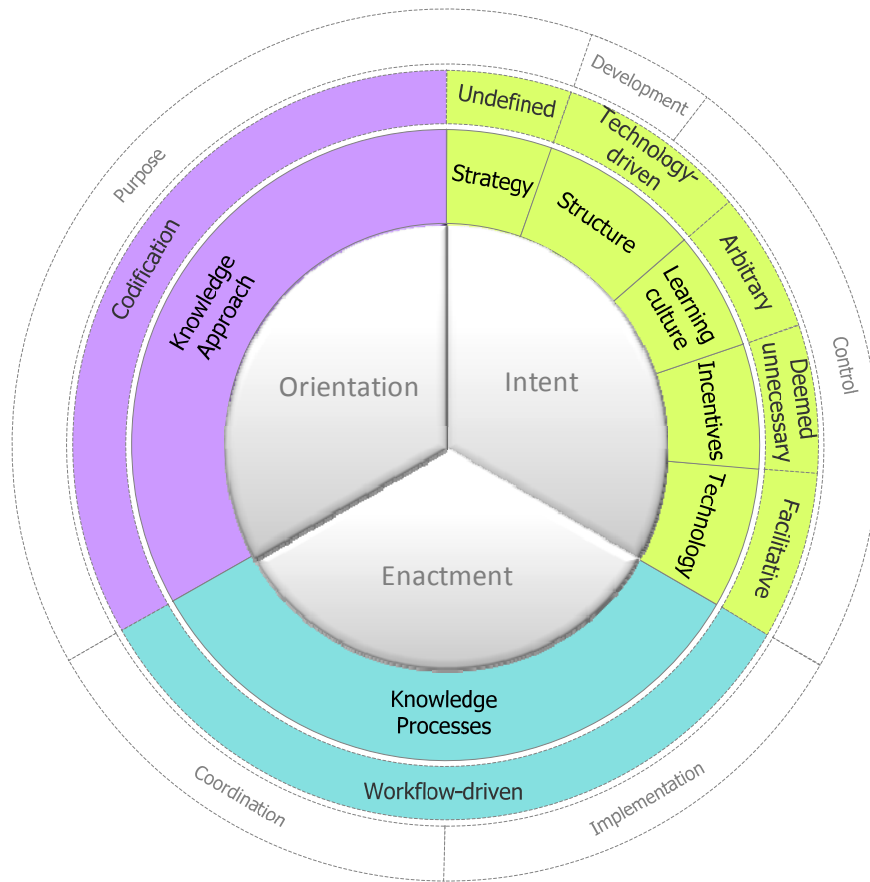 Development
Undefined
Technology-
driven
Purpose
Strategy
Structure
Codification
Arbitrary
Knowledge
Approach
Learning
culture
Control
Deemed
unnecessary
Incentives
Orientation
Intent
Technology
Facilitative
Enactment
Knowledge
Processes
Workflow-driven
Coordination
Implementation